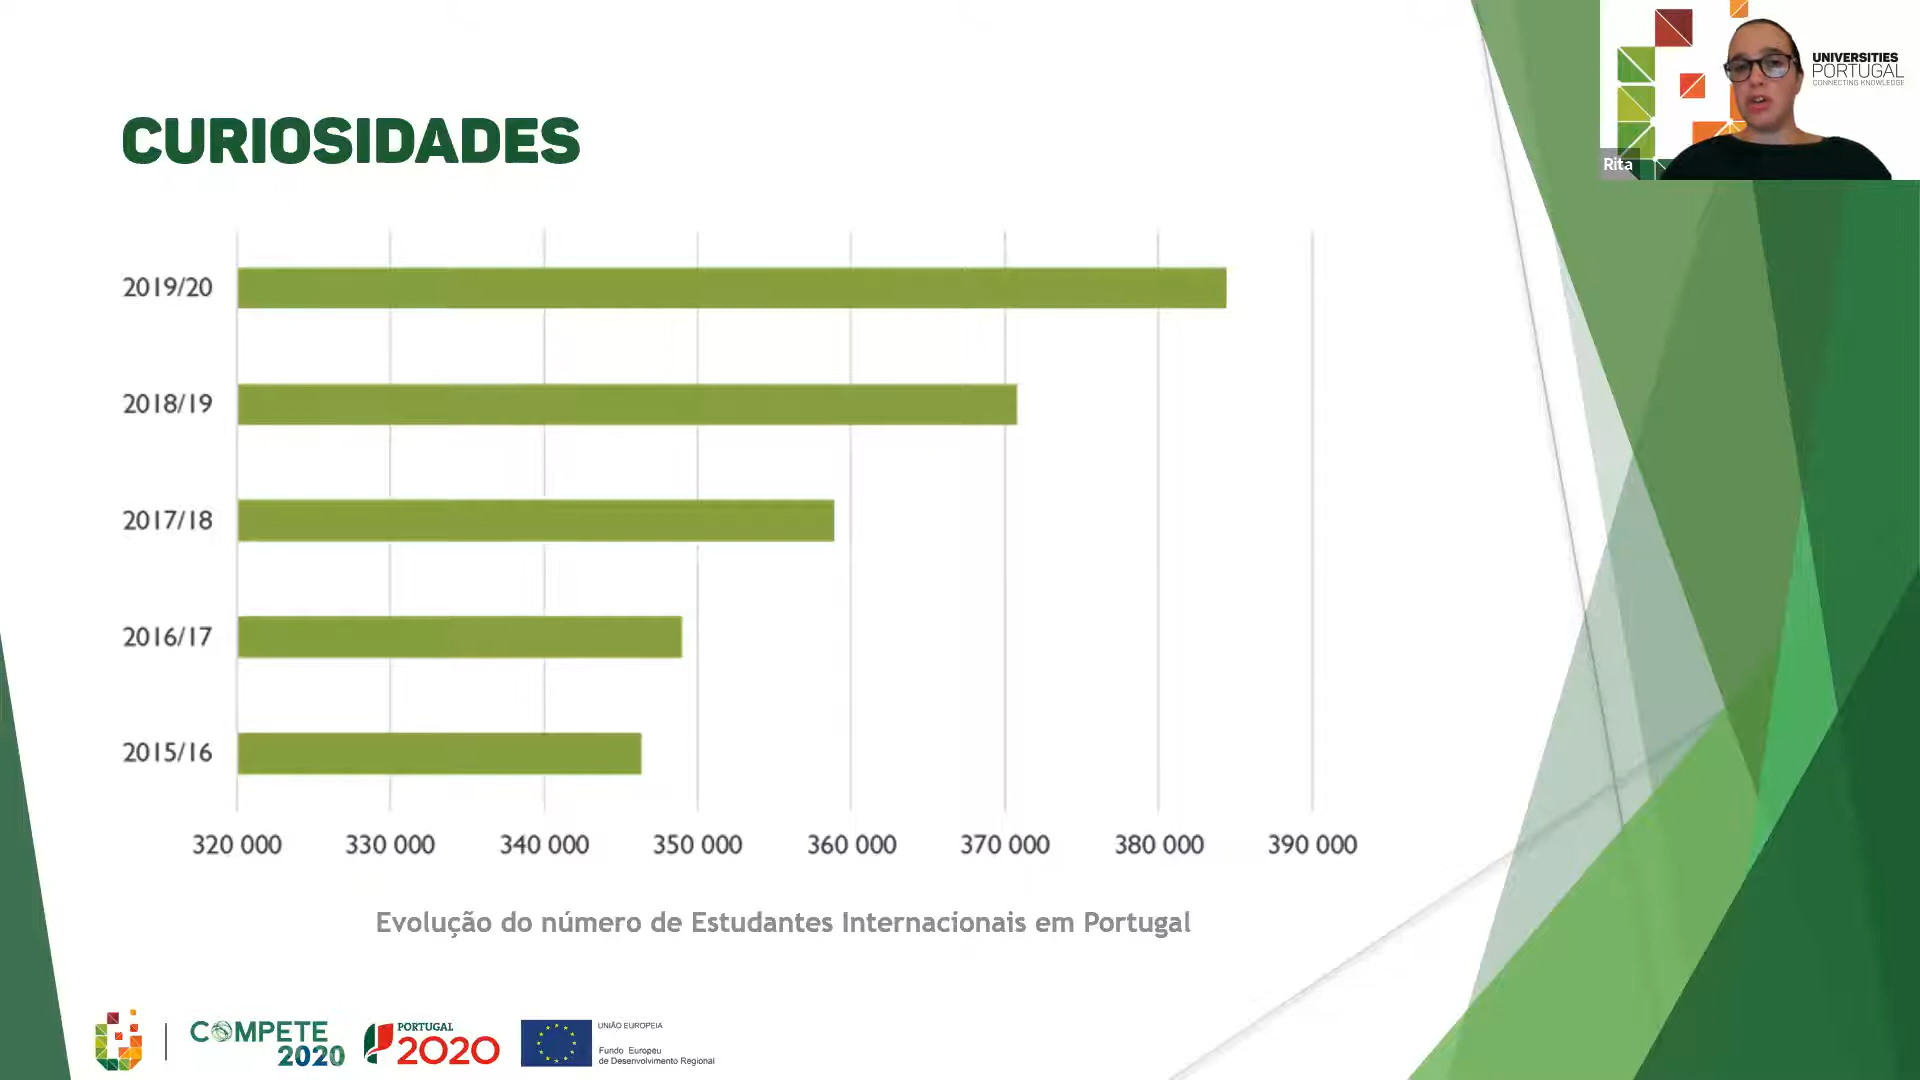 CURIOSIDADES
UNIVERSITIES
PORTUGAL
CONNECTING KNOWLEDGE
Rita
2019/20
2018/19
2017/18
2016/17
2015/16
320 000 330 000 340 000 350 000 360 000 370 000 380 000 390 000
Evolução do número de Estudantes Internacionais em Portugal
COMPETE
2020
PORTUGAL
2020
UNIÃO EUROPEIA
Fundo Europeu
de Desenvolvimento Regional